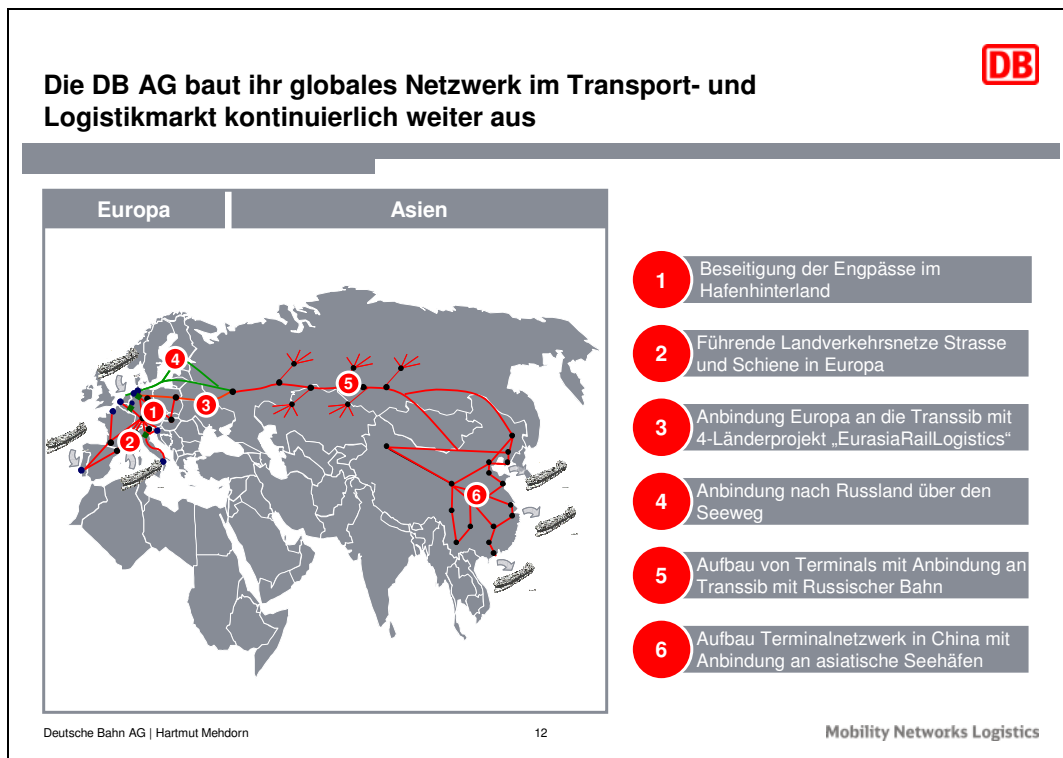 DB
Die DB AG baut ihr globales Netzwerk im Transport- und
Logistikmarkt kontinuierlich weiter aus
Europa
Asien
4
5
1
3
2
6
1
Beseitigung der Engpässe im
Hafenhinterland
2
Führende Landverkehrsnetze Strasse
und Schiene in Europa
3
Anbindung Europa an die Transsib mit
4-Länderprojekt „EurasiaRailLogistics“
4
Anbindung nach Russland über den
Seeweg
5
Aufbau von Terminals mit Anbindung an
Transsib mit Russischer Bahn
6
Aufbau Terminalnetzwerk in China mit
Anbindung an asiatische Seehäfen
Deutsche Bahn AG | Hartmut Mehdorn
12
Mobility Networks Logistics